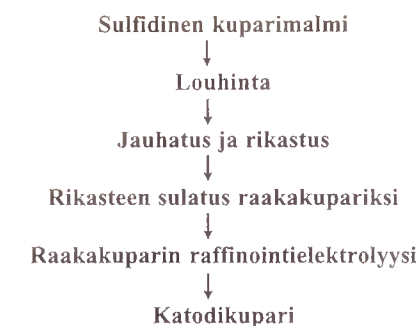 Sulfidinen kuparimalmi
Louhinta
Jauhatus ja rikastus
Rikasteen sulatus raakakupariksi
Raakakuparin raffinointielektrolyysi
Katodikupari